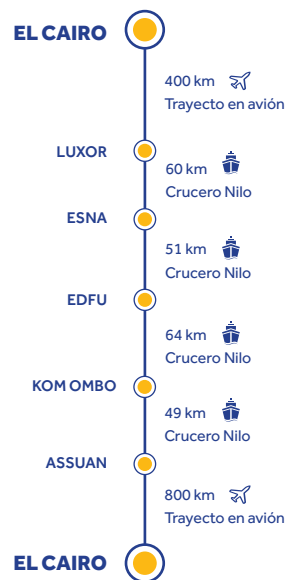 EL CAIRO
400 km
Trayecto en avión
LUXOR
60 km
Crucero Nilo
ESNA
51 km
Crucero Nilo
EDFU
64 km
Crucero Nilo
KOM OMBO
49 km
Crucero Nilo
ASSUAN
800 km
Trayecto en avión
EL CAIRO